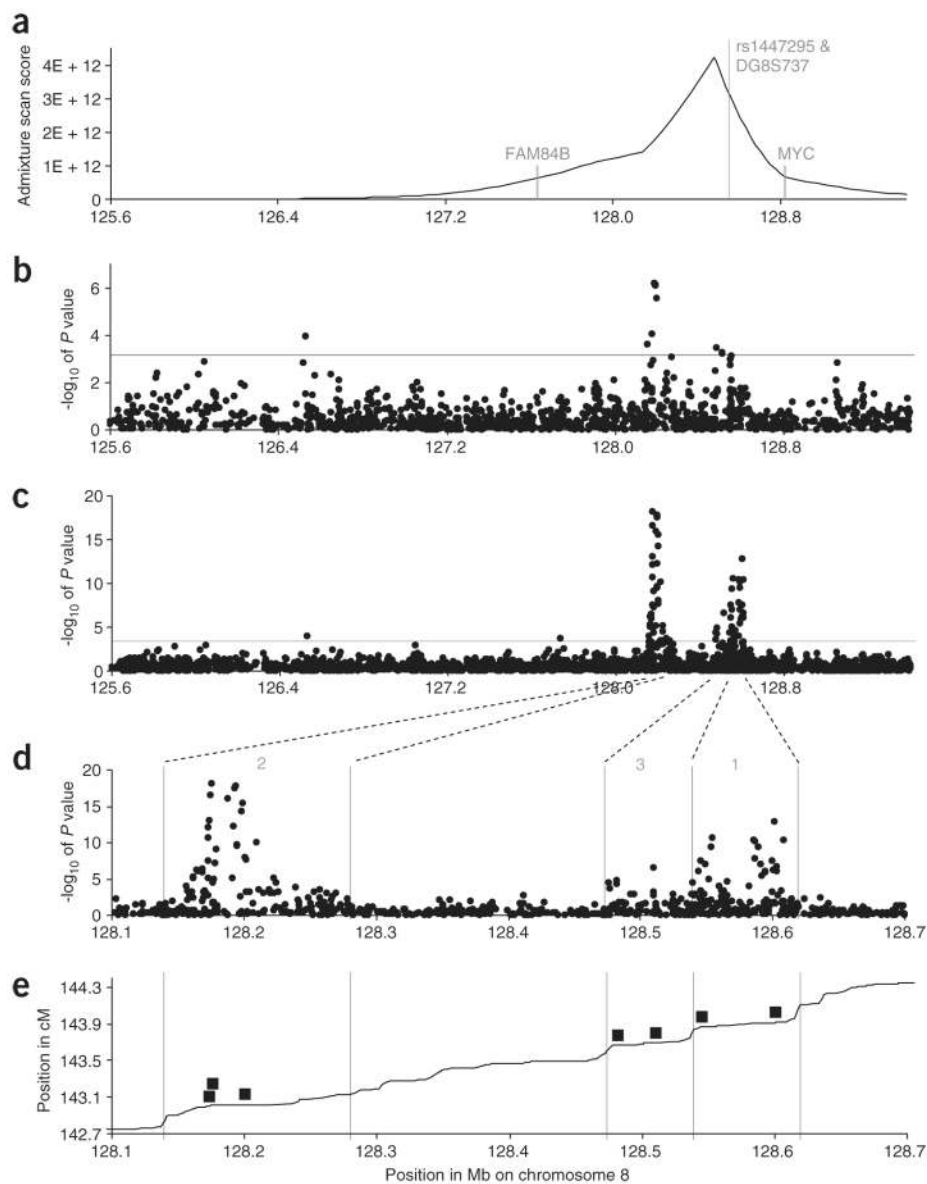 a
Admixture scan score
4E + 12
3E + 12
2E + 12
1E + 12
0
rs1447295 &
DG8S737
FAM84B
MYC
125.6 126.4 127.2 128.0 128.8
b
-log10 of P value
6
4
2
0
125.6 126.4 127.2 128.0 128.8
c
-log10 of P value
20
15
10
5
0
125.6 126.4 127.2 128.0 128.8
d
2 3 1
-log10 of P value
20
15
10
5
0
128.1 128.2 128.3 128.4 128.5 128.6 128.7
e
Position in cM
144.3
143.9
143.5
143.1
142.7
128.1 128.2 128.3 128.4 128.5 128.6 128.7
Position in Mb on chromosome 8